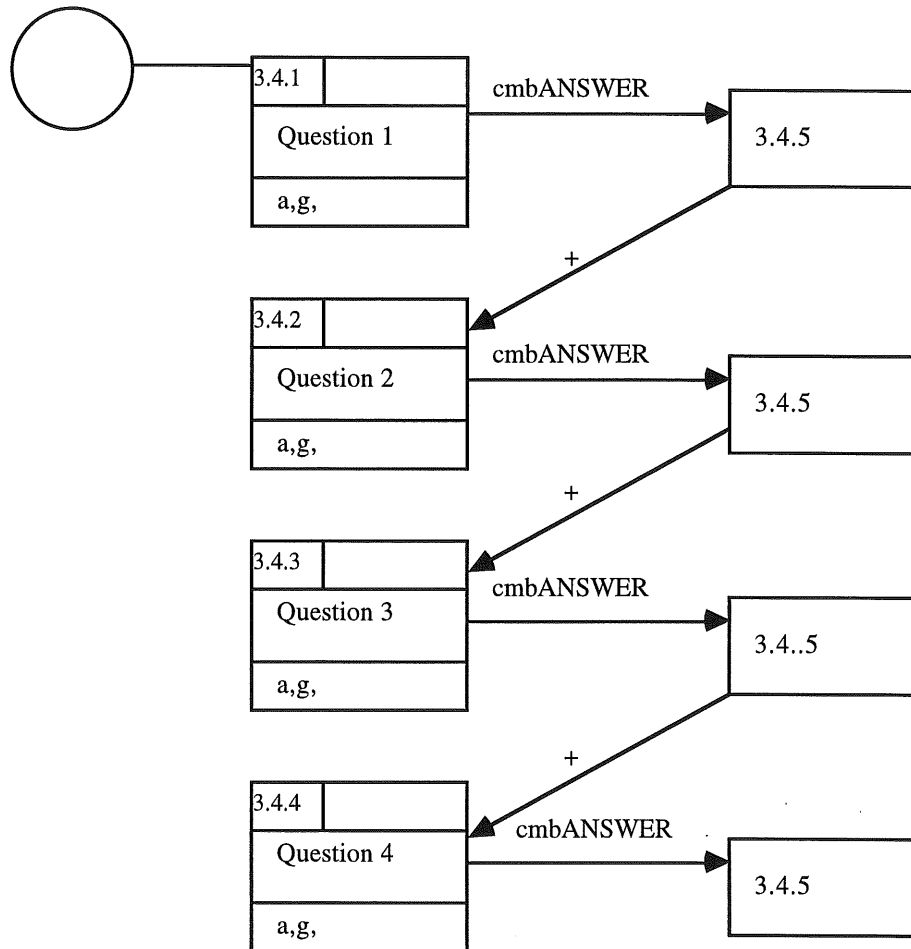 3.4.1
cmbANSWER
Question 1
3.4.5
a,g,
+
3.4.2
cmbANSWER
Question 2
3.4.5
a,g,
+
3.4.3
cmbANSWER
Question 3
3.4..5
a,g,
+
3.4.4
cmbANSWER
Question 4
3.4.5
a,g,